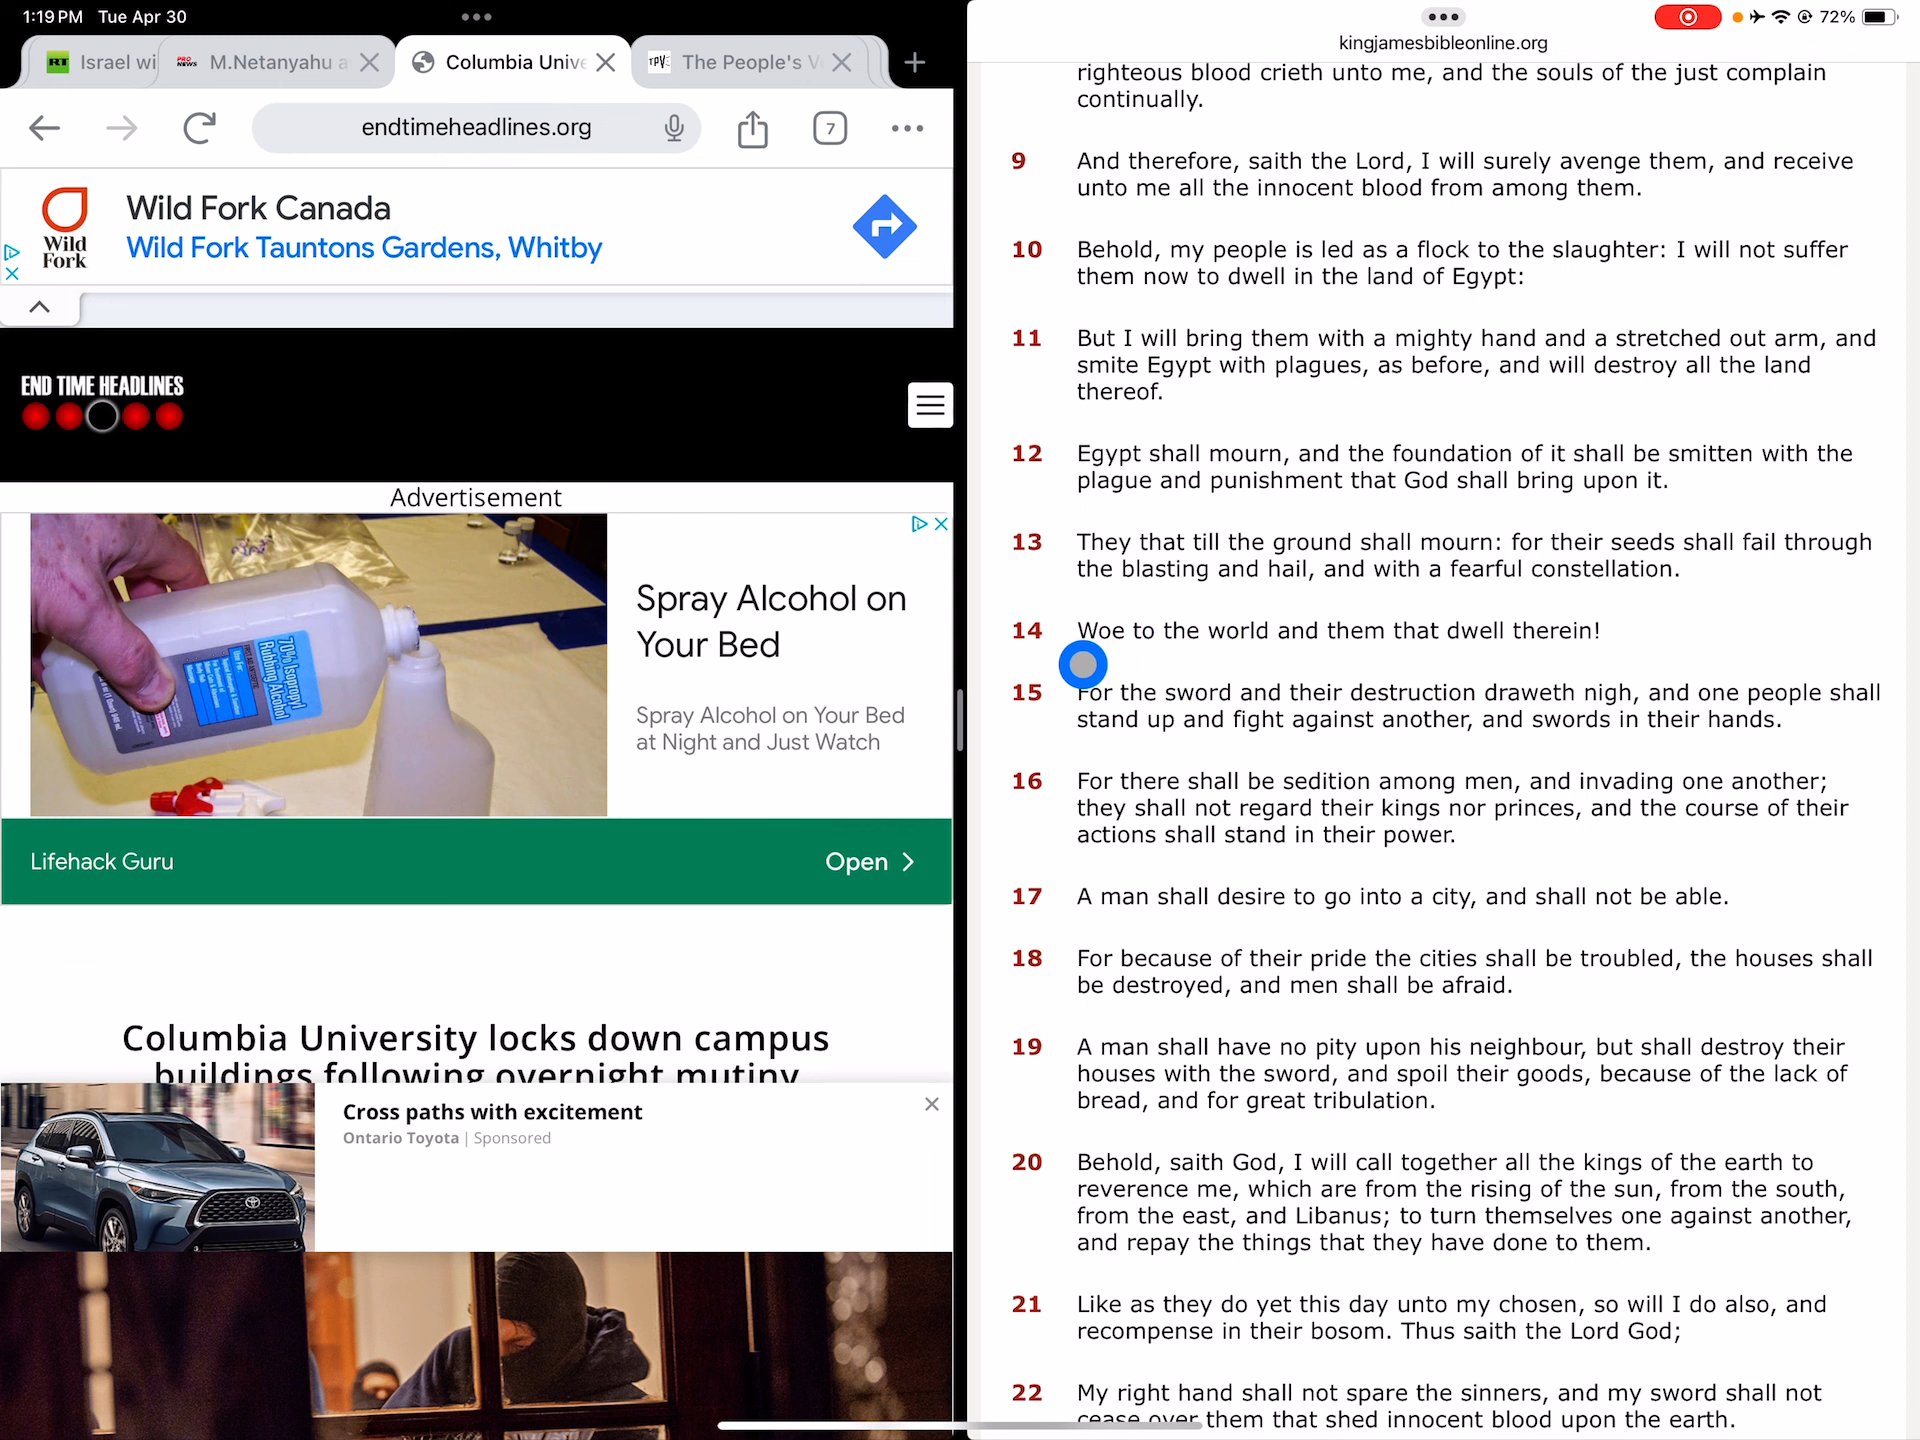 1:19 PM Tue Apr 30
72%
Israel wi
PRO NEWS
M.Netanyahu a
Columbia Unive
TPV
The People's V
endtimeheadlines.org
7
Wild Fork
Wild Fork Canada
Wild Fork Tauntons Gardens, Whitby
END TIME HEADLINES
Advertisement
70% Isopropyl
Rubbing Alcohol
Spray Alcohol on
Your Bed
Spray Alcohol on Your Bed
at Night and Just Watch
Lifehack Guru
Open
Columbia University locks down campus
buildings following overnight mutiny
Cross paths with excitement
Ontario Toyota | Sponsored
kingjamesbibleonline.org
righteous blood crieth unto me, and the souls of the just complain
continually.
9 And therefore, saith the Lord, I will surely avenge them, and receive
unto me all the innocent blood from among them.
10 Behold, my people is led as a flock to the slaughter: I will not suffer
them now to dwell in the land of Egypt:
11 But I will bring them with a mighty hand and a stretched out arm, and
smite Egypt with plagues, as before, and will destroy all the land
thereof.
12 Egypt shall mourn, and the foundation of it shall be smitten with the
plague and punishment that God shall bring upon it.
13 They that till the ground shall mourn: for their seeds shall fail through
the blasting and hail, and with a fearful constellation.
14 Woe to the world and them that dwell therein!
15 For the sword and their destruction draweth nigh, and one people shall
stand up and fight against another, and swords in their hands.
16 For there shall be sedition among men, and invading one another;
they shall not regard their kings nor princes, and the course of their
actions shall stand in their power.
17 A man shall desire to go into a city, and shall not be able.
18 For because of their pride the cities shall be troubled, the houses shall
be destroyed, and men shall be afraid.
19 A man shall have no pity upon his neighbour, but shall destroy their
houses with the sword, and spoil their goods, because of the lack of
bread, and for great tribulation.
20 Behold, saith God, I will call together all the kings of the earth to
reverence me, which are from the rising of the sun, from the south,
from the east, and Libanus; to turn themselves one against another,
and repay the things that they have done to them.
21 Like as they do yet this day unto my chosen, so will I do also, and
recompense in their bosom. Thus saith the Lord God;
22 My right hand shall not spare the sinners, and my sword shall not
cease over them that shed innocent blood upon the earth.